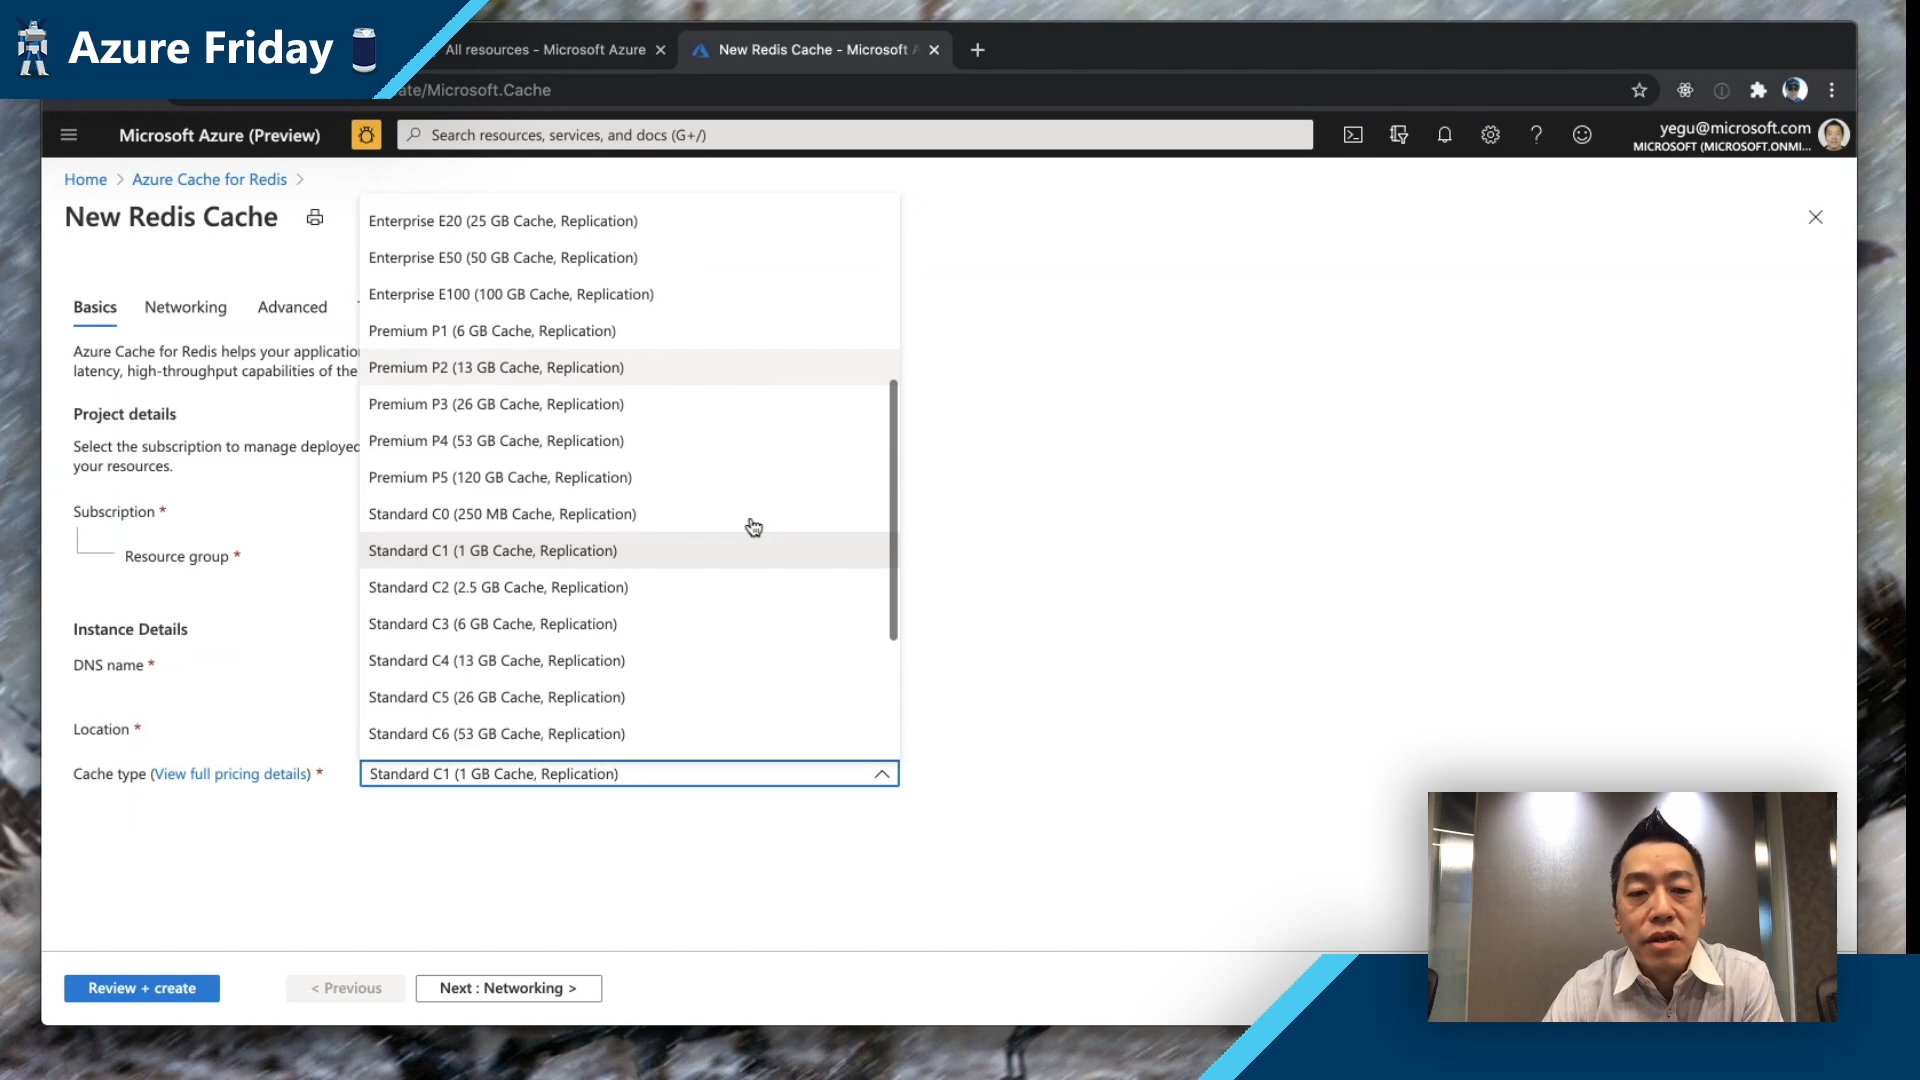 Azure Friday
All resources - Microsoft Azure
New Redis Cache - Microsoft A
ate/Microsoft.Cache
Microsoft Azure (Preview)
Search resources, services, and docs (G+/)
yegu@microsoft.com
MICROSOFT (MICROSOFT.ONMI...
Home > Azure Cache for Redis >
New Redis Cache
Basics Networking Advanced
Azure Cache for Redis helps your applicatio
latency, high-throughput capabilities of the
Project details
Select the subscription to manage deployed
your resources.
Subscription *
Resource group *
Instance Details
DNS name *
Location *
Cache type (View full pricing details) *
Enterprise E20 (25 GB Cache, Replication)
Enterprise E50 (50 GB Cache, Replication)
Enterprise E100 (100 GB Cache, Replication)
Premium P1 (6 GB Cache, Replication)
Premium P2 (13 GB Cache, Replication)
Premium P3 (26 GB Cache, Replication)
Premium P4 (53 GB Cache, Replication)
Premium P5 (120 GB Cache, Replication)
Standard C0 (250 MB Cache, Replication)
Standard C1 (1 GB Cache, Replication)
Standard C2 (2.5 GB Cache, Replication)
Standard C3 (6 GB Cache, Replication)
Standard C4 (13 GB Cache, Replication)
Standard C5 (26 GB Cache, Replication)
Standard C6 (53 GB Cache, Replication)
Standard C1 (1 GB Cache, Replication)
Review + create
< Previous
Next : Networking >